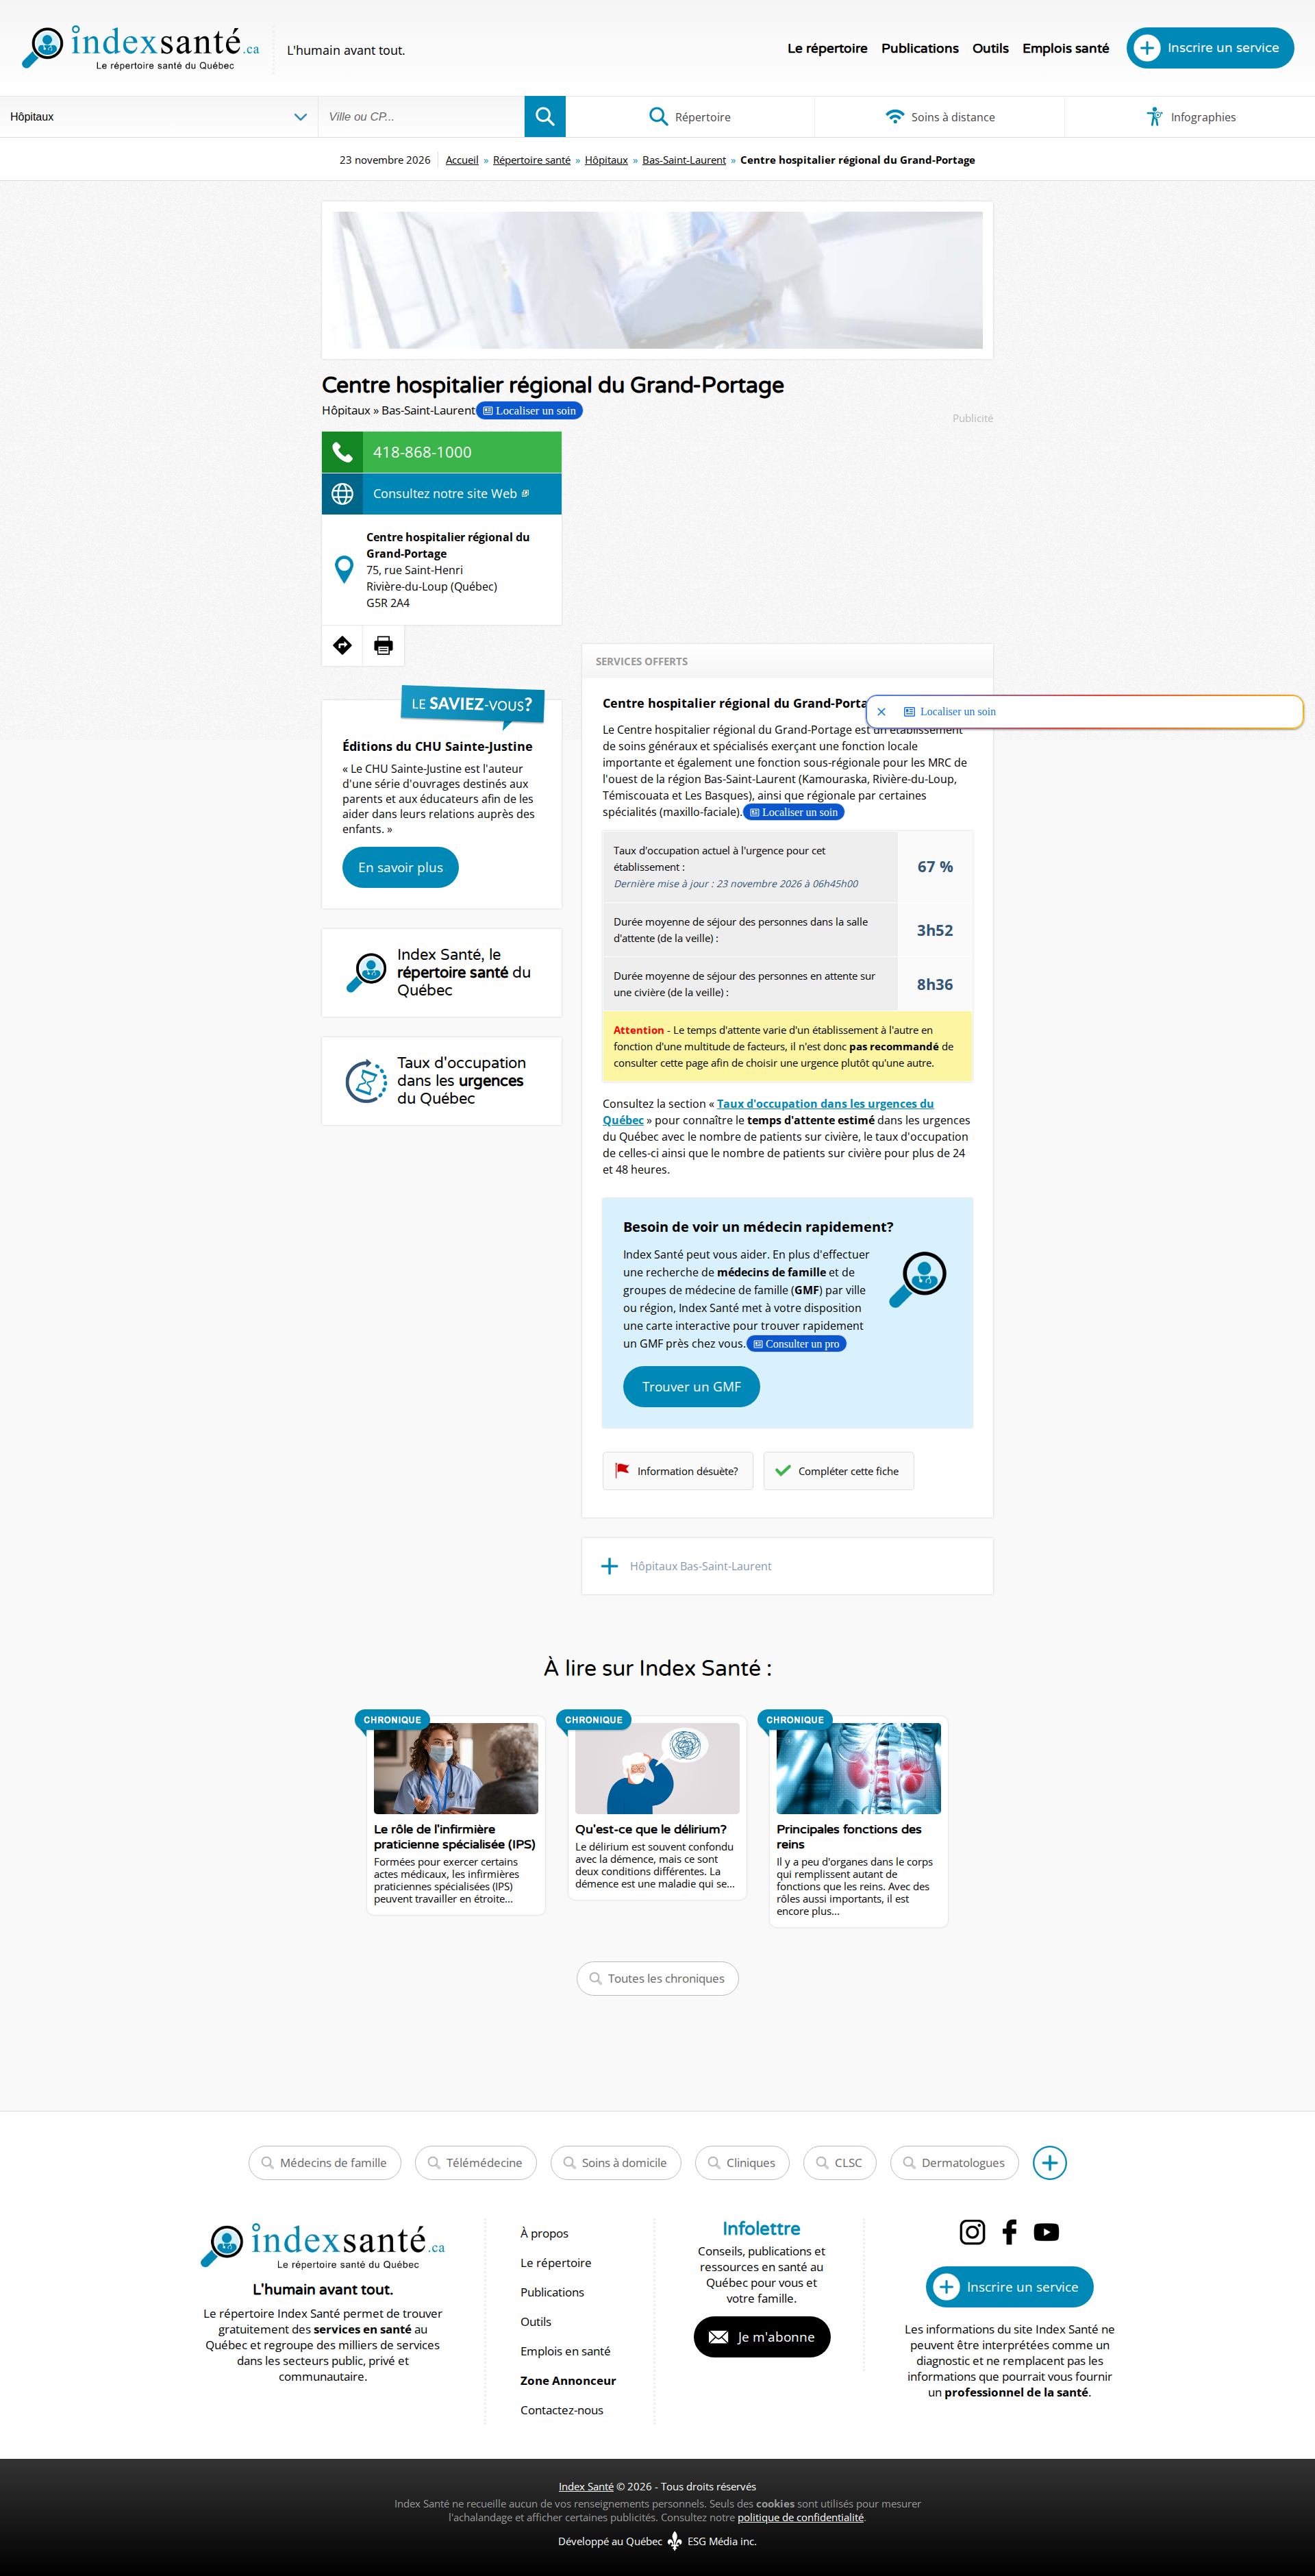 indexsanté.ca
Le répertoire santé du Québec
L'humain avant tout.
Le répertoire
Publications
Outils
Emplois santé
Inscrire un service
Hôpitaux
Ville ou CP...
Répertoire
Soins à distance
Infographies
23 novembre 2026
Accueil » Répertoire santé » Hôpitaux » Bas-Saint-Laurent » Centre hospitalier régional du Grand-Portage
Centre hospitalier régional du Grand-Portage
Hôpitaux » Bas-Saint-Laurent Localiser un soin
Publicité
418-868-1000
Consultez notre site Web
Centre hospitalier régional du
Grand-Portage
75, rue Saint-Henri
Rivière-du-Loup (Québec)
G5R 2A4
LE SAVIEZ-VOUS?
Éditions du CHU Sainte-Justine
« Le CHU Sainte-Justine est l'auteur
d'une série d'ouvrages destinés aux
parents et aux éducateurs afin de les
aider dans leurs relations auprès des
enfants. »
En savoir plus
Index Santé, le
répertoire santé du
Québec
Taux d'occupation
dans les urgences
du Québec
SERVICES OFFERTS
Centre hospitalier régional du Grand-Porta
Localiser un soin
Le Centre hospitalier régional du Grand-Portage est un établissement
de soins généraux et spécialisés exerçant une fonction locale
importante et également une fonction sous-régionale pour les MRC de
l'ouest de la région Bas-Saint-Laurent (Kamouraska, Rivière-du-Loup,
Témiscouata et Les Basques), ainsi que régionale par certaines
spécialités (maxillo-faciale). Localiser un soin
Taux d'occupation actuel à l'urgence pour cet
établissement :
Dernière mise à jour : 23 novembre 2026 à 06h45h00
67 %
Durée moyenne de séjour des personnes dans la salle
d'attente (de la veille) :
3h52
Durée moyenne de séjour des personnes en attente sur
une civière (de la veille) :
8h36
Attention - Le temps d'attente varie d'un établissement à l'autre en
fonction d'une multitude de facteurs, il n'est donc pas recommandé de
consulter cette page afin de choisir une urgence plutôt qu'une autre.
Consultez la section « Taux d'occupation dans les urgences du
Québec » pour connaître le temps d'attente estimé dans les urgences
du Québec avec le nombre de patients sur civière, le taux d'occupation
de celles-ci ainsi que le nombre de patients sur civière pour plus de 24
et 48 heures.
Besoin de voir un médecin rapidement?
Index Santé peut vous aider. En plus d'effectuer
une recherche de médecins de famille et de
groupes de médecine de famille (GMF) par ville
ou région, Index Santé met à votre disposition
une carte interactive pour trouver rapidement
un GMF près chez vous. Consulter un pro
Trouver un GMF
Information désuète?
Compléter cette fiche
Hôpitaux Bas-Saint-Laurent
À lire sur Index Santé :
CHRONIQUE
Le rôle de l'infirmière
praticienne spécialisée (IPS)
Formées pour exercer certains
actes médicaux, les infirmières
praticiennes spécialisées (IPS)
peuvent travailler en étroite...
CHRONIQUE
Qu'est-ce que le délirium?
Le délirium est souvent confondu
avec la démence, mais ce sont
deux conditions différentes. La
démence est une maladie qui se...
CHRONIQUE
Principales fonctions des
reins
Il y a peu d'organes dans le corps
qui remplissent autant de
fonctions que les reins. Avec des
rôles aussi importants, il est
encore plus...
Toutes les chroniques
Médecins de famille
Télémédecine
Soins à domicile
Cliniques
CLSC
Dermatologues
indexsanté.ca
Le répertoire santé du Québec
L'humain avant tout.
Le répertoire Index Santé permet de trouver
gratuitement des services en santé au
Québec et regroupe des milliers de services
dans les secteurs public, privé et
communautaire.
À propos
Le répertoire
Publications
Outils
Emplois en santé
Zone Annonceur
Contactez-nous
Infolettre
Conseils, publications et
ressources en santé au
Québec pour vous et
votre famille.
Je m'abonne
Inscrire un service
Les informations du site Index Santé ne
peuvent être interprétées comme un
diagnostic et ne remplacent pas les
informations que pourrait vous fournir
un professionnel de la santé.
Index Santé © 2026 - Tous droits réservés
Index Santé ne recueille aucun de vos renseignements personnels. Seuls des cookies sont utilisés pour mesurer
l'achalandage et afficher certaines publicités. Consultez notre politique de confidentialité.
Développé au Québec ESG Média inc.